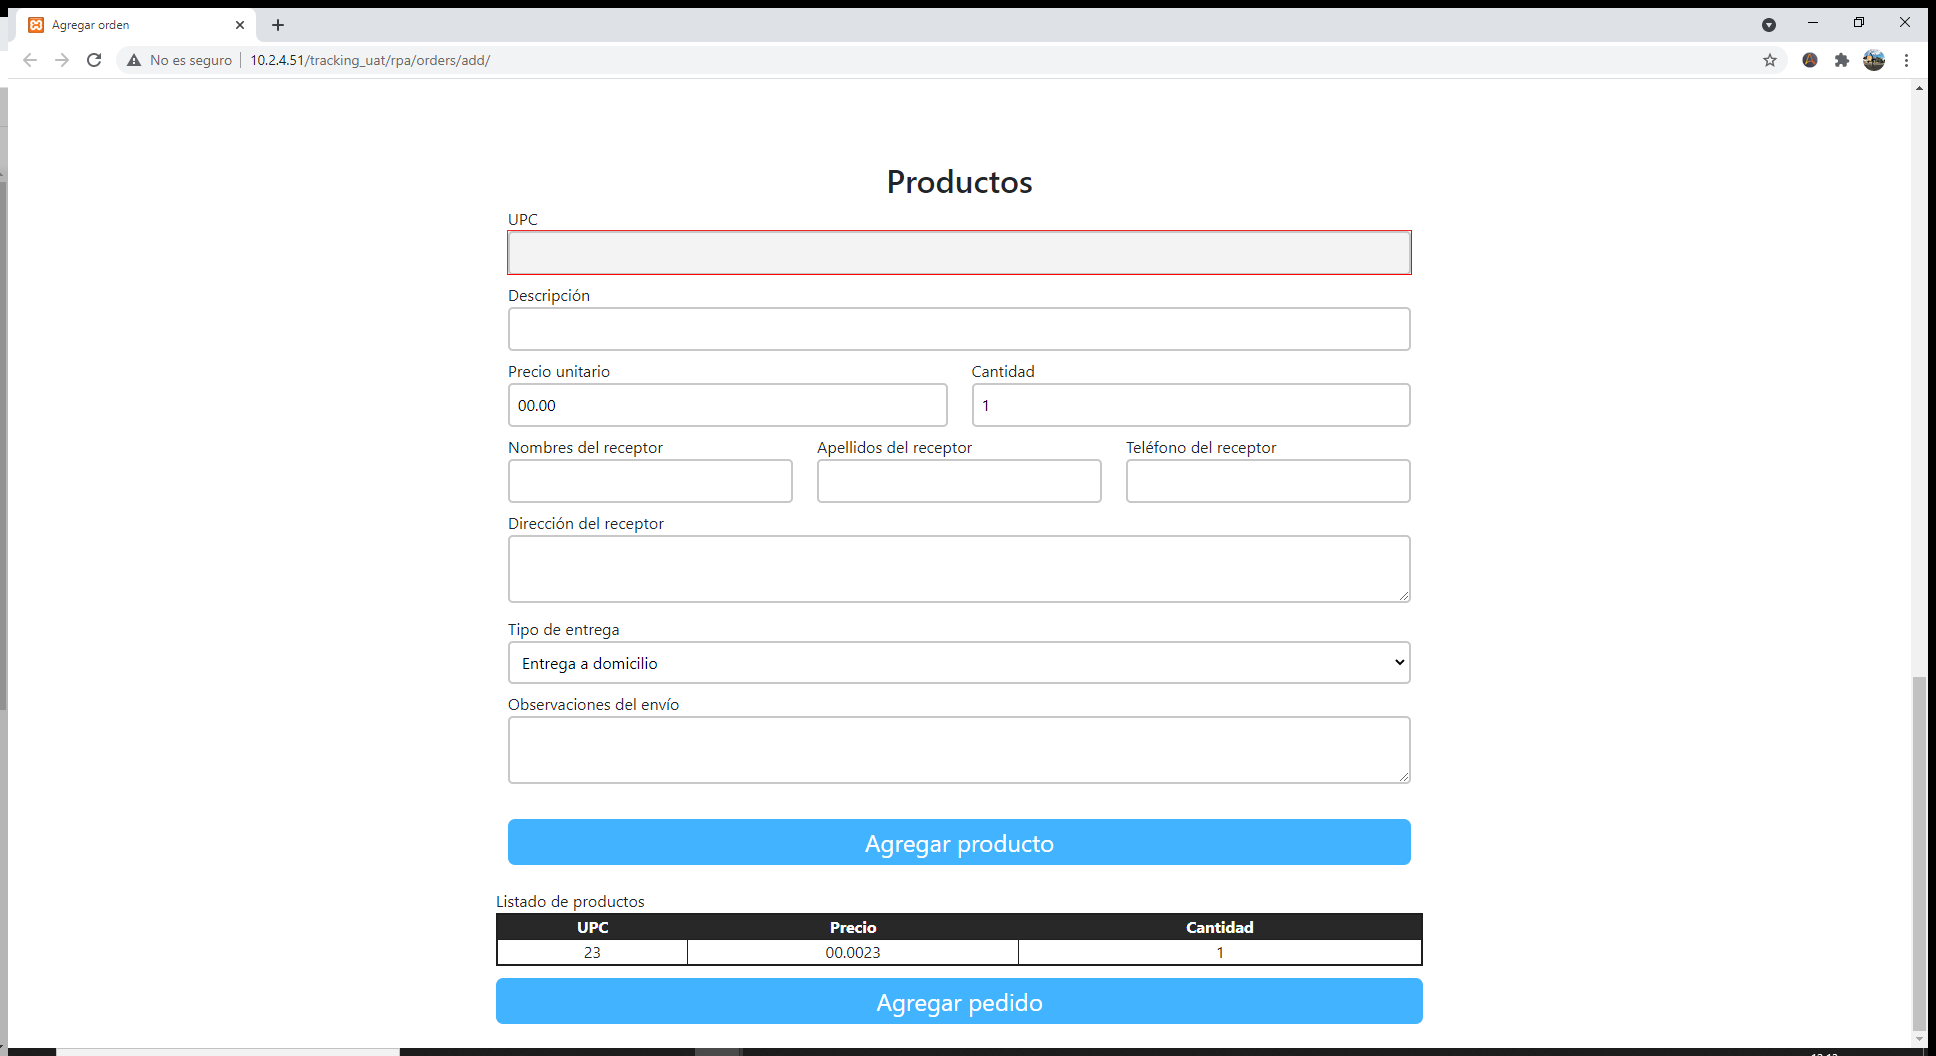 Agregar orden
No es seguro | 10.2.4.51/tracking_uat/rpa/orders/add/
Productos
UPC
Descripción
Precio unitario Cantidad
00.00 1
Nombres del receptor Apellidos del receptor Teléfono del receptor
Dirección del receptor
Tipo de entrega
Entrega a domicilio
Observaciones del envío
Agregar producto
Listado de productos
UPC Precio Cantidad
23 00.0023 1
Agregar pedido